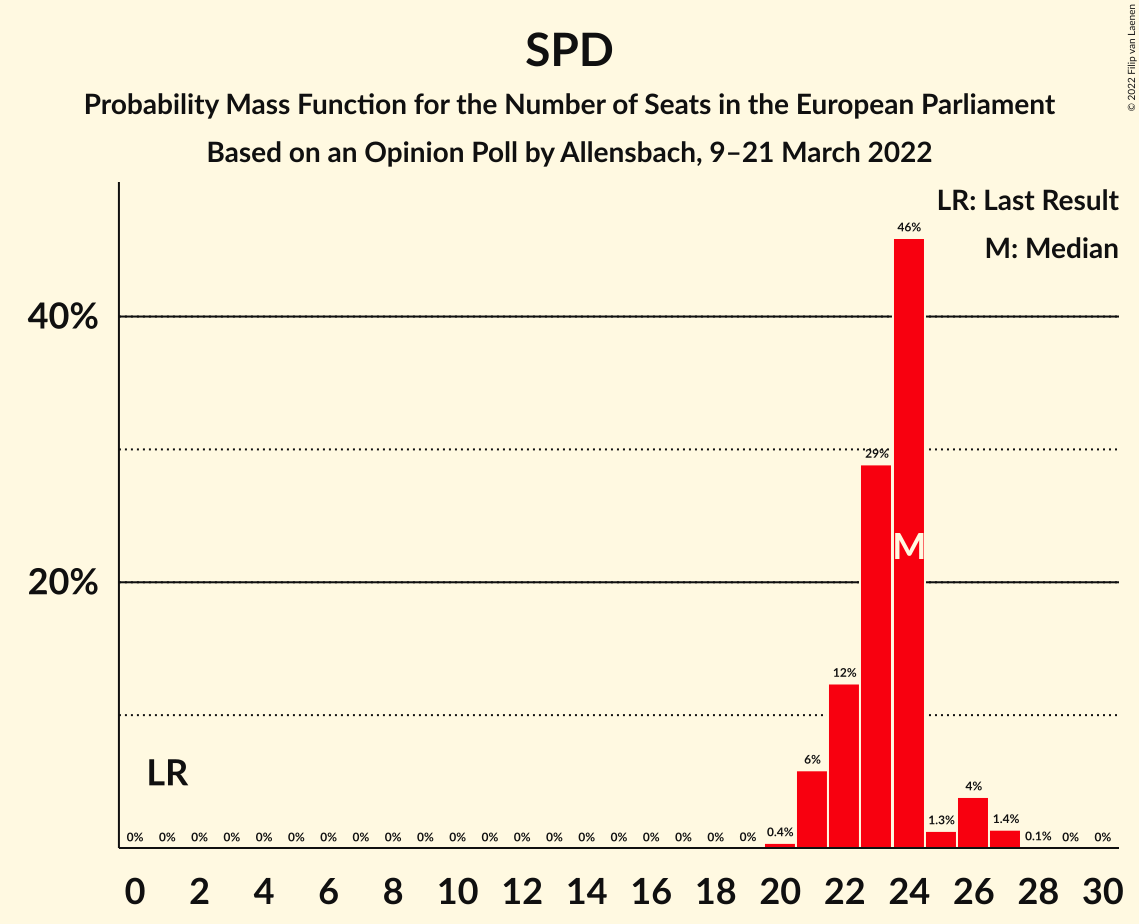 SPD
Probability Mass Function for the Number of Seats in the European Parliament
Based on an Opinion Poll by Allensbach, 9–21 March 2022
© 2022 Filip van Laenen
LR: Last Result
M: Median
46%
40%
29%
M
20%
12%
LR
6%
4%
0% 0% 0% 0% 0% 0% 0% 0% 0% 0% 0% 0% 0% 0% 0% 0% 0% 0% 0% 0% 0.4% 1.3% 1.4% 0.1% 0% 0%
0 2 4 6 8 10 12 14 16 18 20 22 24 26 28 30